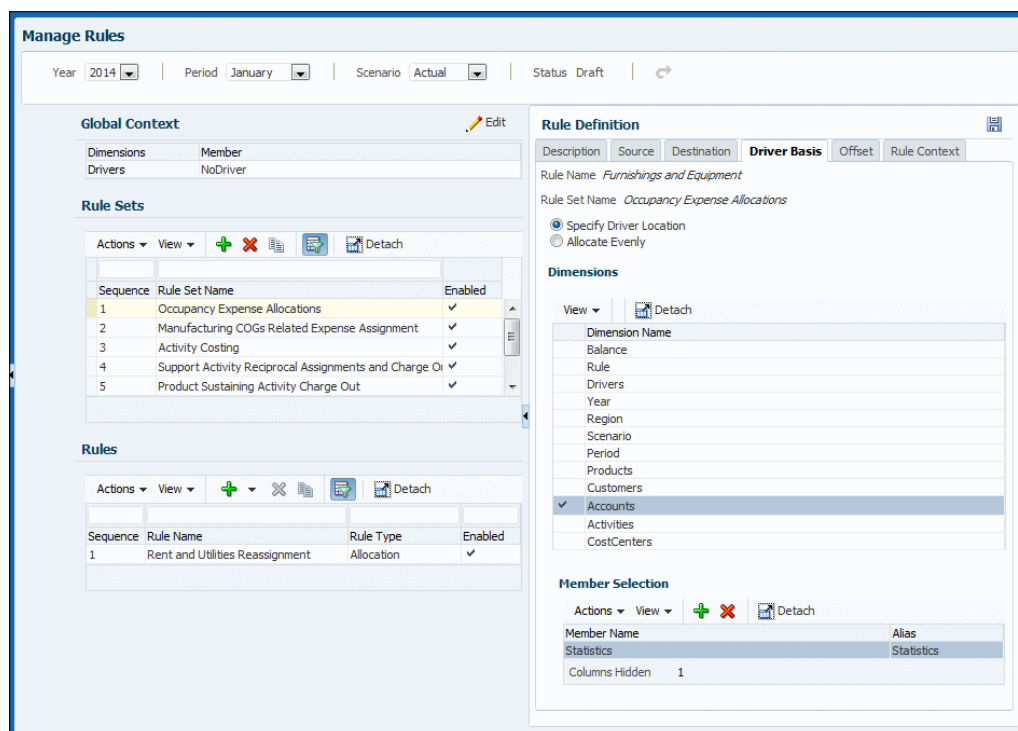 Manage Rules
Year 2014 Period January Scenario Actual Status Draft
Global Context Edit
Dimensions Member
Drivers NoDriver
Rule Sets
Actions View Detach
Sequence Rule Set Name Enabled
1 Occupancy Expense Allocations
2 Manufacturing COGs Related Expense Assignment
3 Activity Costing
4 Support Activity Reciprocal Assignments and Charge O
5 Product Sustaining Activity Charge Out
Rules
Actions View Detach
Sequence Rule Name Rule Type Enabled
1 Rent and Utilities Reassignment Allocation
Rule Definition
Description Source Destination Driver Basis Offset Rule Context
Rule Name Furnishings and Equipment
Rule Set Name Occupancy Expense Allocations
Specify Driver Location
Allocate Evenly
Dimensions
View Detach
Dimension Name
Balance
Rule
Drivers
Year
Region
Scenario
Period
Products
Customers
Accounts
Activities
CostCenters
Member Selection
Actions View Detach
Member Name Alias
Statistics Statistics
Columns Hidden 1